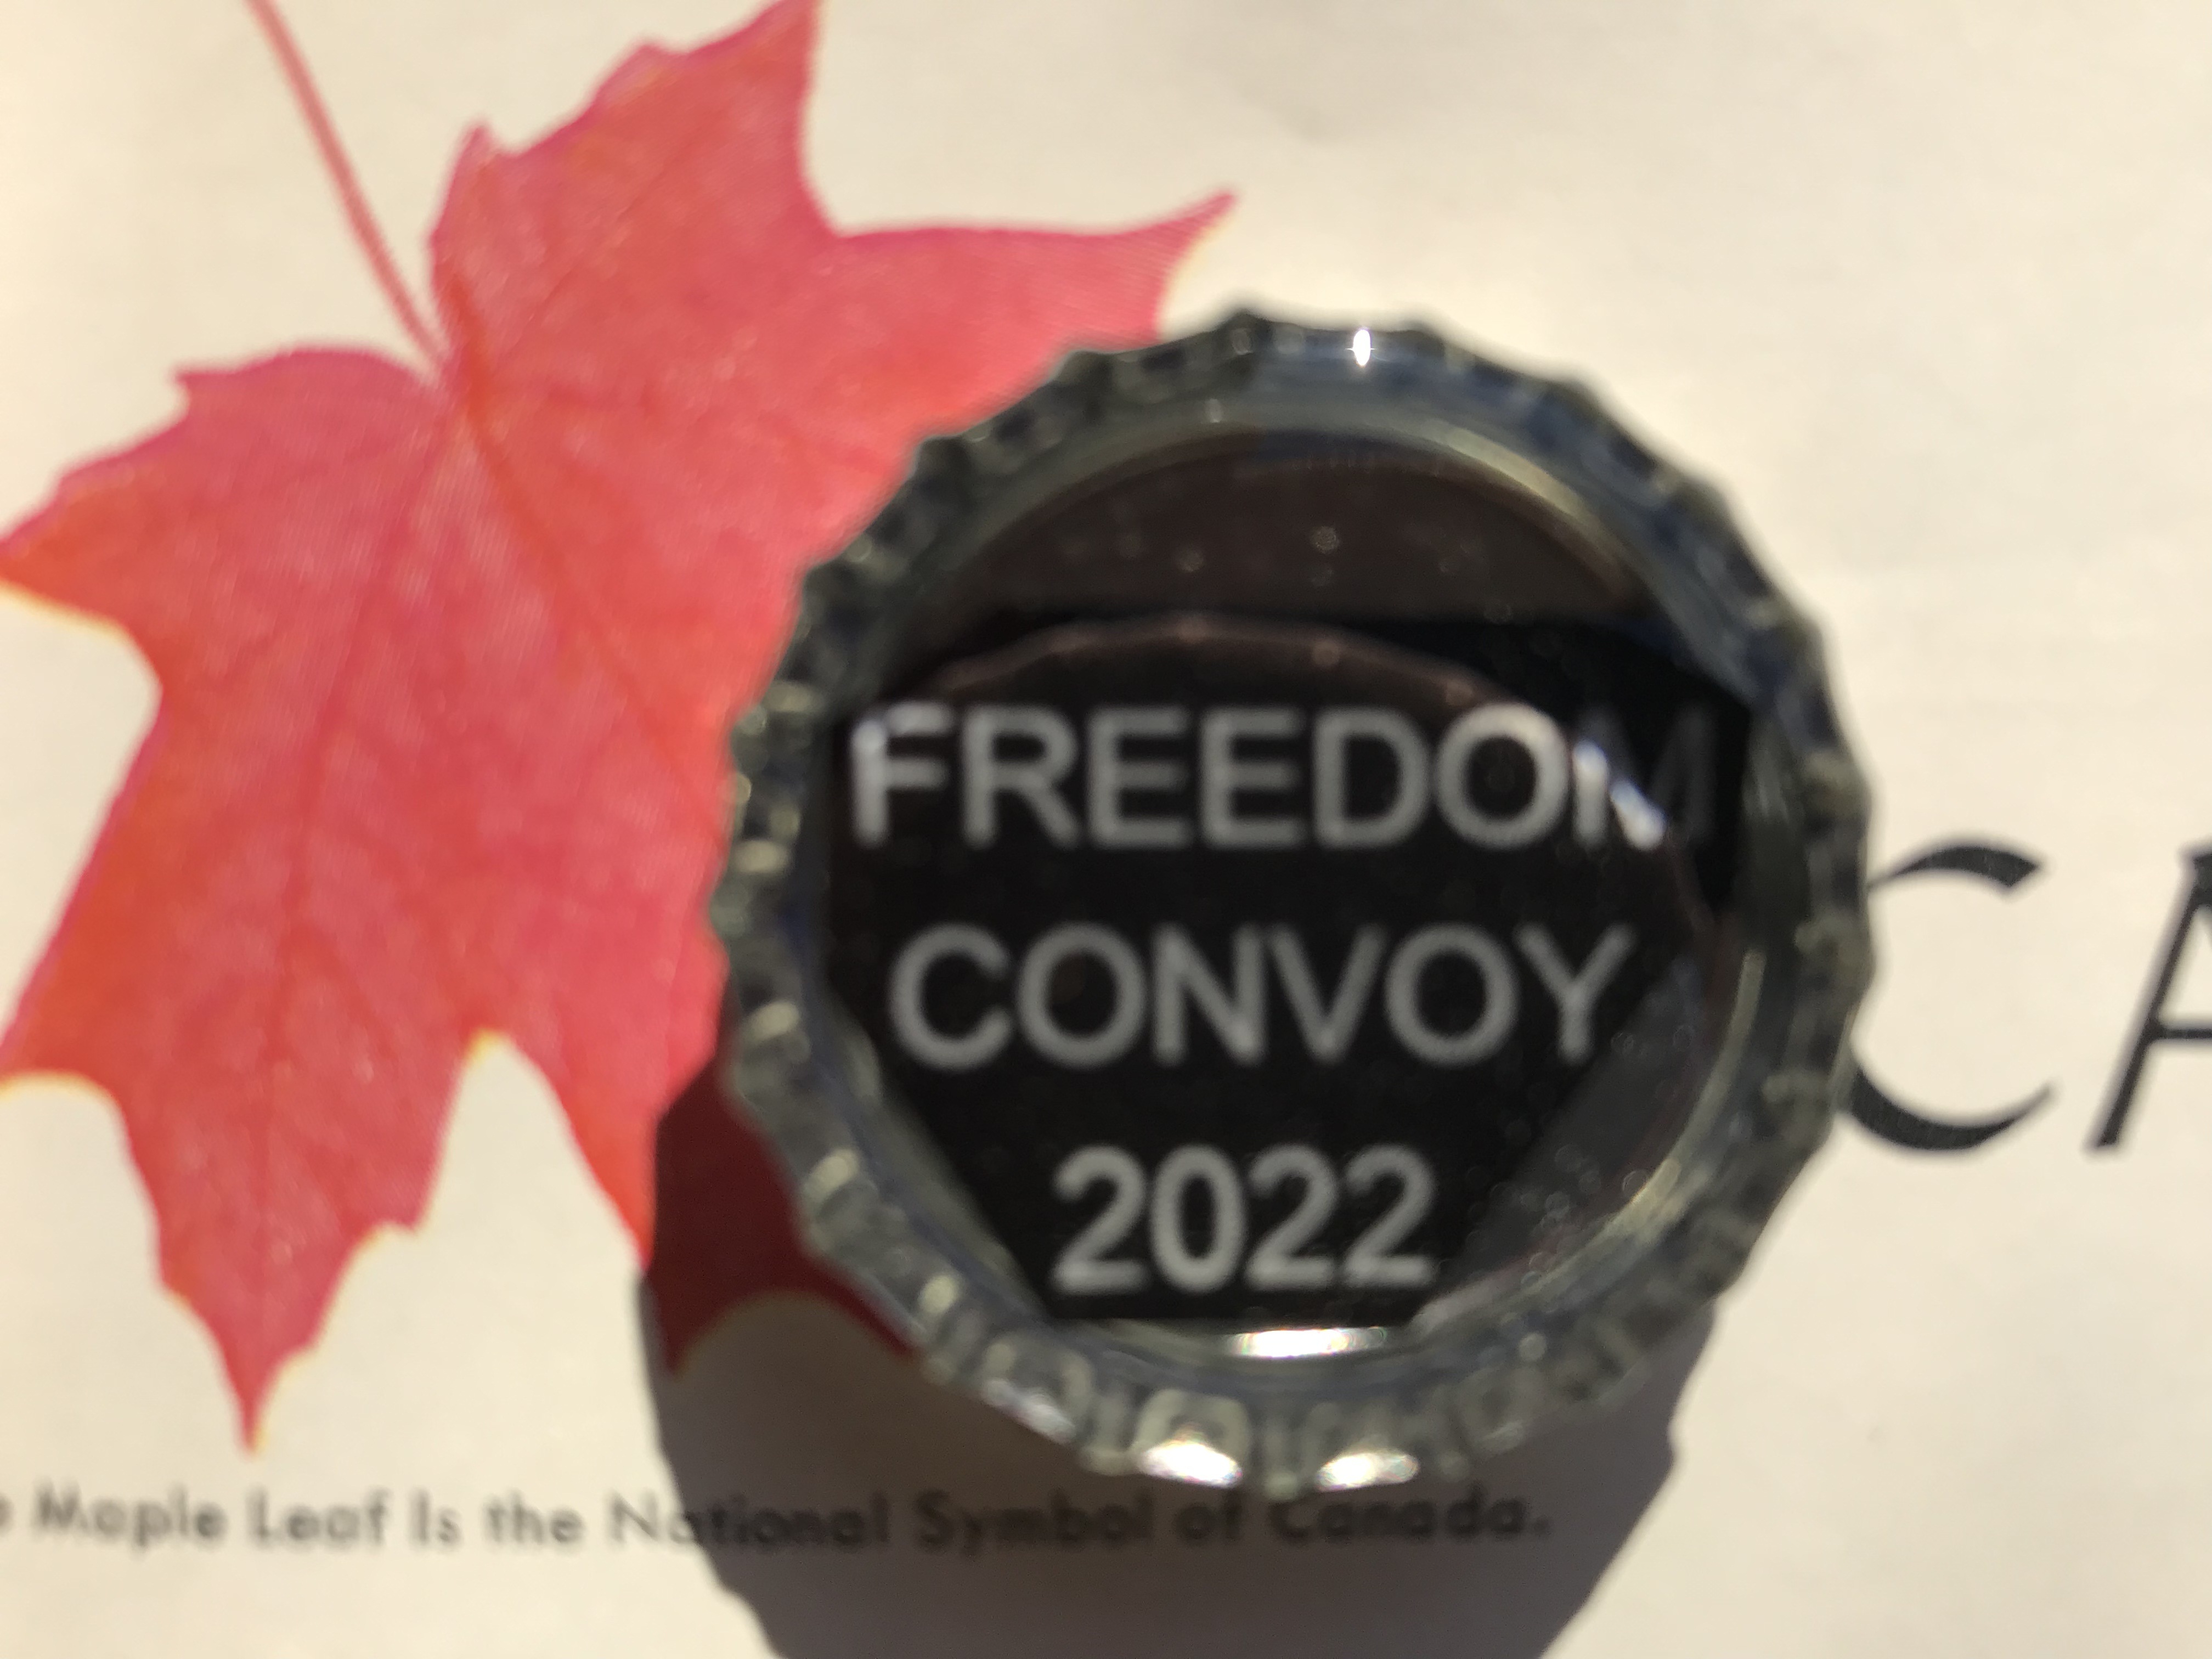 FREEDOM
CONVOY
2022
CA
Maple Leaf Is the National Symbol of Canada.